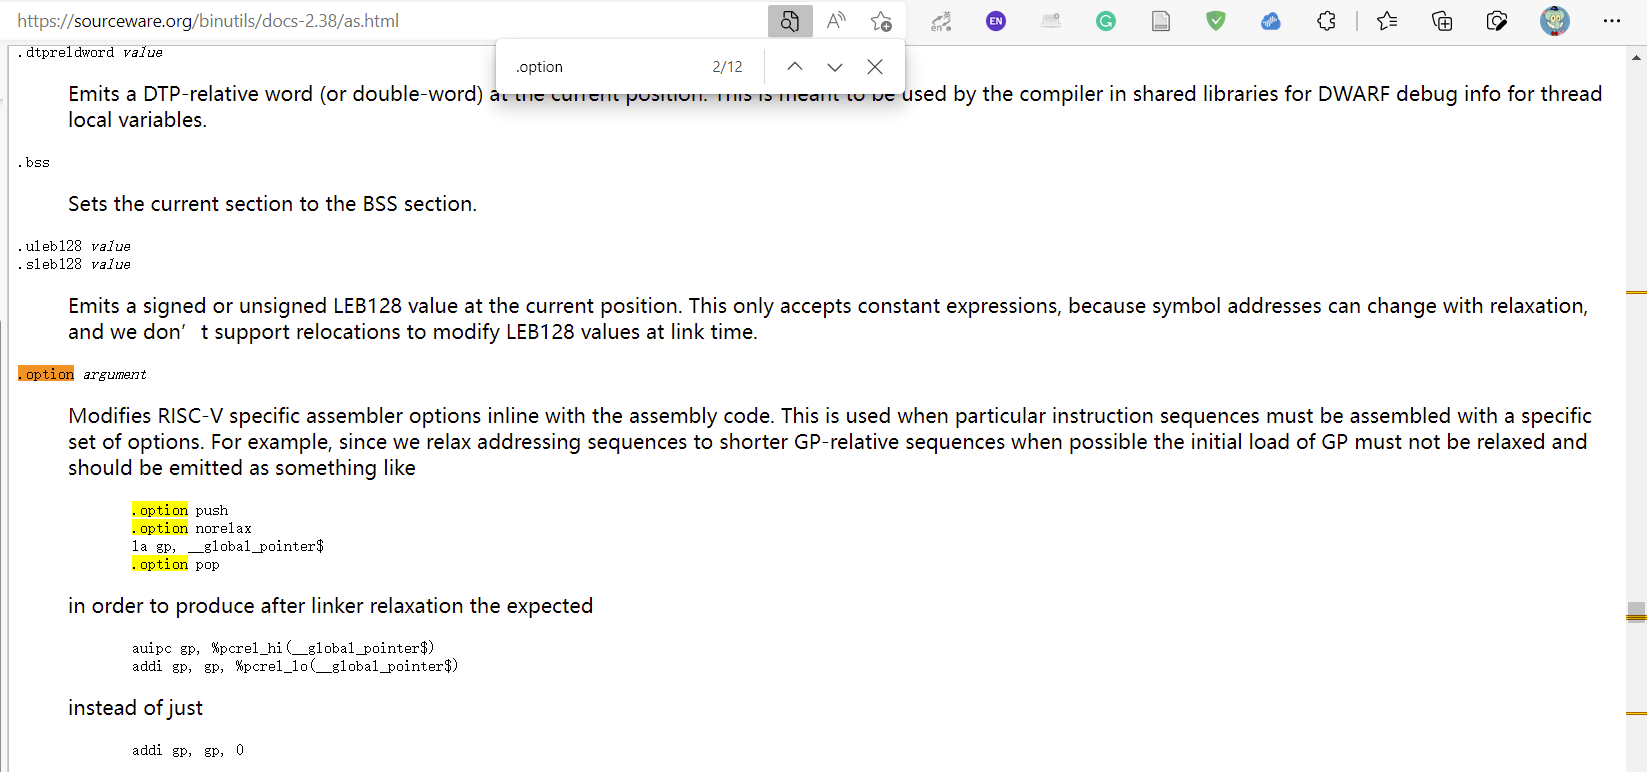 https://sourceware.org/binutils/docs-2.38/as.html
EN
.option 2/12
.dtpreldword value
Emits a DTP-relative word (or double-word) at the current position. This is meant to be used by the compiler in shared libraries for DWARF debug info for thread
local variables.
.bss
Sets the current section to the BSS section.
.uleb128 value
.sleb128 value
Emits a signed or unsigned LEB128 value at the current position. This only accepts constant expressions, because symbol addresses can change with relaxation,
and we don’t support relocations to modify LEB128 values at link time.
.option argument
Modifies RISC-V specific assembler options inline with the assembly code. This is used when particular instruction sequences must be assembled with a specific
set of options. For example, since we relax addressing sequences to shorter GP-relative sequences when possible the initial load of GP must not be relaxed and
should be emitted as something like
.option push
.option norelax
la gp, __global_pointer$
.option pop
in order to produce after linker relaxation the expected
auipc gp, %pcrel_hi(__global_pointer$)
addi gp, gp, %pcrel_lo(__global_pointer$)
instead of just
addi gp, gp, 0